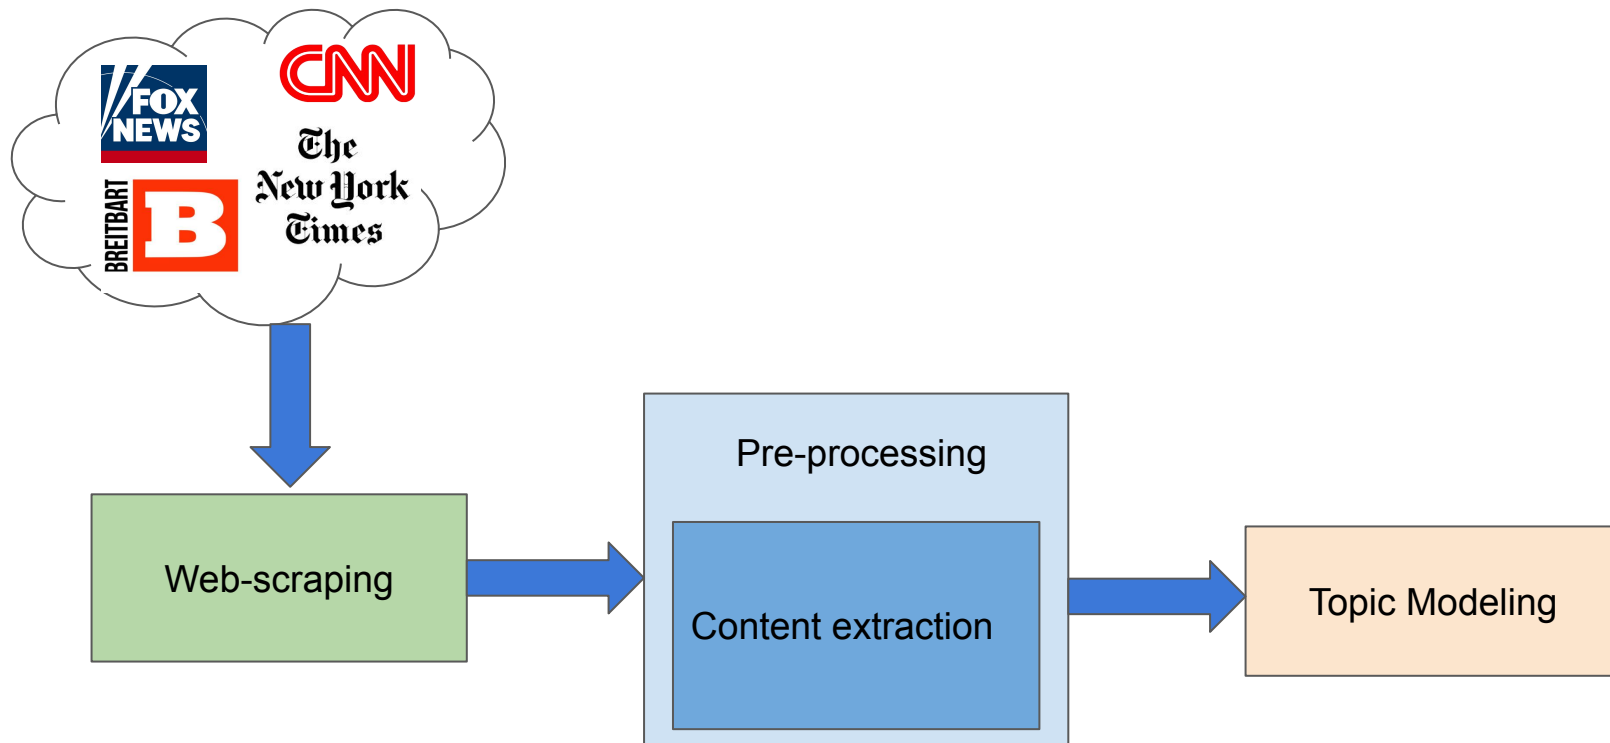 FOX
NEWS
CNN
The
New York
Times
BREITBART
B
Web-scraping
Pre-processing
Content extraction
Topic Modeling